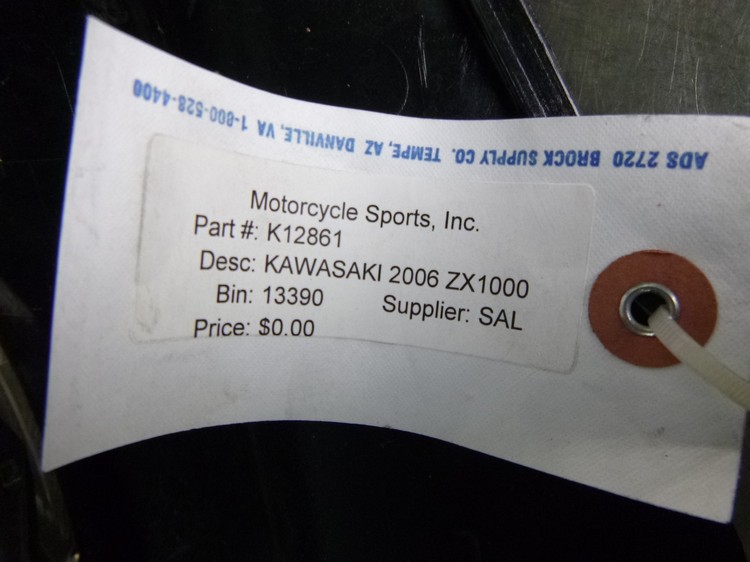 ADS 2720 BROCK SUPPLY CO. TEMPE, AZ DANVILLE, VA 1-800-528-4400
Motorcycle Sports, Inc.
Part #: K12861
Desc: KAWASAKI 2006 ZX1000
Bin: 13390 Supplier: SAL
Price: $0.00